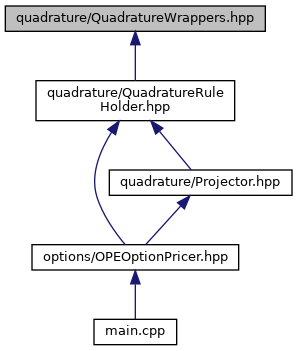 quadrature/QuadratureWrappers.hpp
quadrature/QuadratureRule
Holder.hpp
quadrature/Projector.hpp
options/OPEOptionPricer.hpp
main.cpp